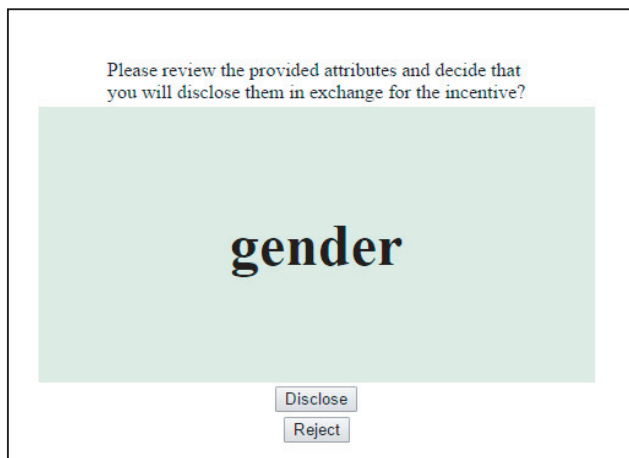 Please review the provided attributes and decide that
you will disclose them in exchange for the incentive?
gender
Disclose
Reject